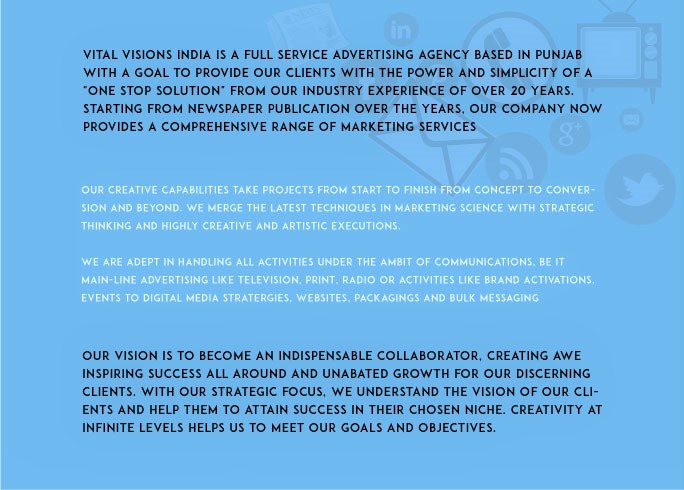 VITAL VISIONS INDIA IS A FULL SERVICE ADVERTISING AGENCY BASED IN PUNJAB
WITH A GOAL TO PROVIDE OUR CLIENTS WITH THE POWER AND SIMPLICITY OF A
"ONE STOP SOLUTION" FROM OUR INDUSTRY EXPERIENCE OF OVER 20 YEARS.
STARTING FROM NEWSPAPER PUBLICATION OVER THE YEARS, OUR COMPANY NOW
PROVIDES A COMPREHENSIVE RANGE OF MARKETING SERVICES
OUR CREATIVE CAPABILITIES TAKE PROJECTS FROM START TO FINISH FROM CONCEPT TO CONVER-
SION AND BEYOND. WE MERGE THE LATEST TECHNIQUES IN MARKETING SCIENCE WITH STRATEGIC
THINKING AND HIGHLY CREATIVE AND ARTISTIC EXECUTIONS.
WE ARE ADEPT IN HANDLING ALL ACTIVITIES UNDER THE AMBIT OF COMMUNICATIONS, BE IT
MAIN-LINE ADVERTISING LIKE TELEVISION, PRINT, RADIO OR ACTIVITIES LIKE BRAND ACTIVATIONS,
EVENTS TO DIGITAL MEDIA STRATERGIES, WEBSITES, PACKAGINGS AND BULK MESSAGING
OUR VISION IS TO BECOME AN INDISPENSABLE COLLABORATOR, CREATING AWE
INSPIRING SUCCESS ALL AROUND AND UNABATED GROWTH FOR OUR DISCERNING
CLIENTS. WITH OUR STRATEGIC FOCUS, WE UNDERSTAND THE VISION OF OUR CLI-
ENTS AND HELP THEM TO ATTAIN SUCCESS IN THEIR CHOSEN NICHE. CREATIVITY AT
INFINITE LEVELS HELPS US TO MEET OUR GOALS AND OBJECTIVES.
in
g+